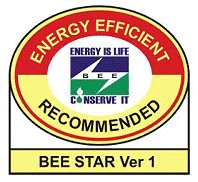 ENERGY EFFICIENT
ENERGY IS LIFE
BEE
CONSERVE IT
RECOMMENDED
BEE STAR Ver 1